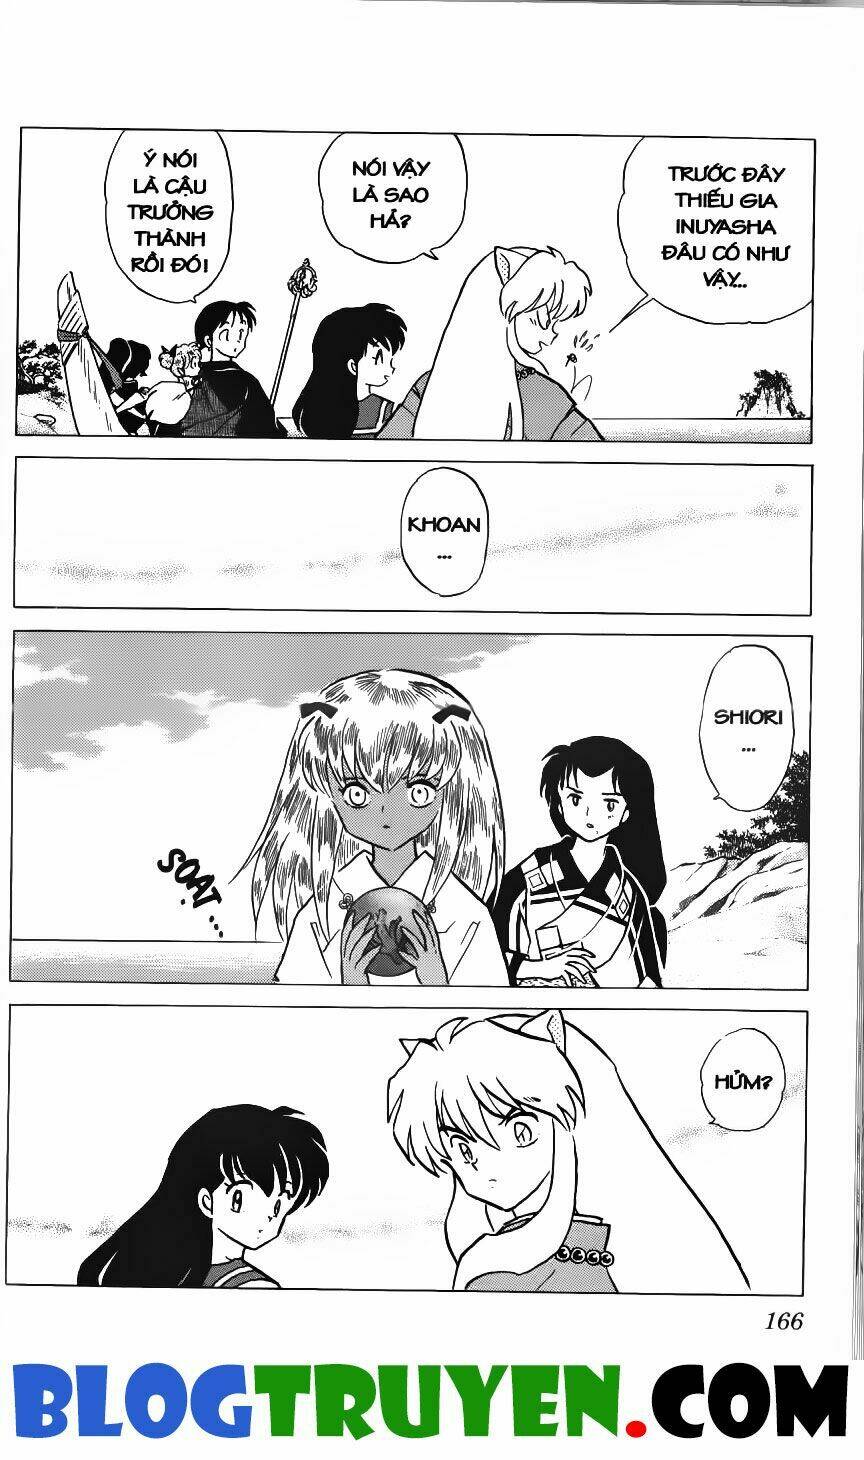 Ý NÓI
LÀ CẬU
TRƯỞNG
THÀNH
RỒI ĐÓ!
NÓI VẬY
LÀ SAO
HẢ?
TRƯỚC ĐÂY
THIẾU GIA
INUYASHA
ĐÂU CÓ NHƯ
VẬY...
KHOAN
...
SHIORI
...
SOẠT...
HỬM?
166
BLOGTRUYEN.COM